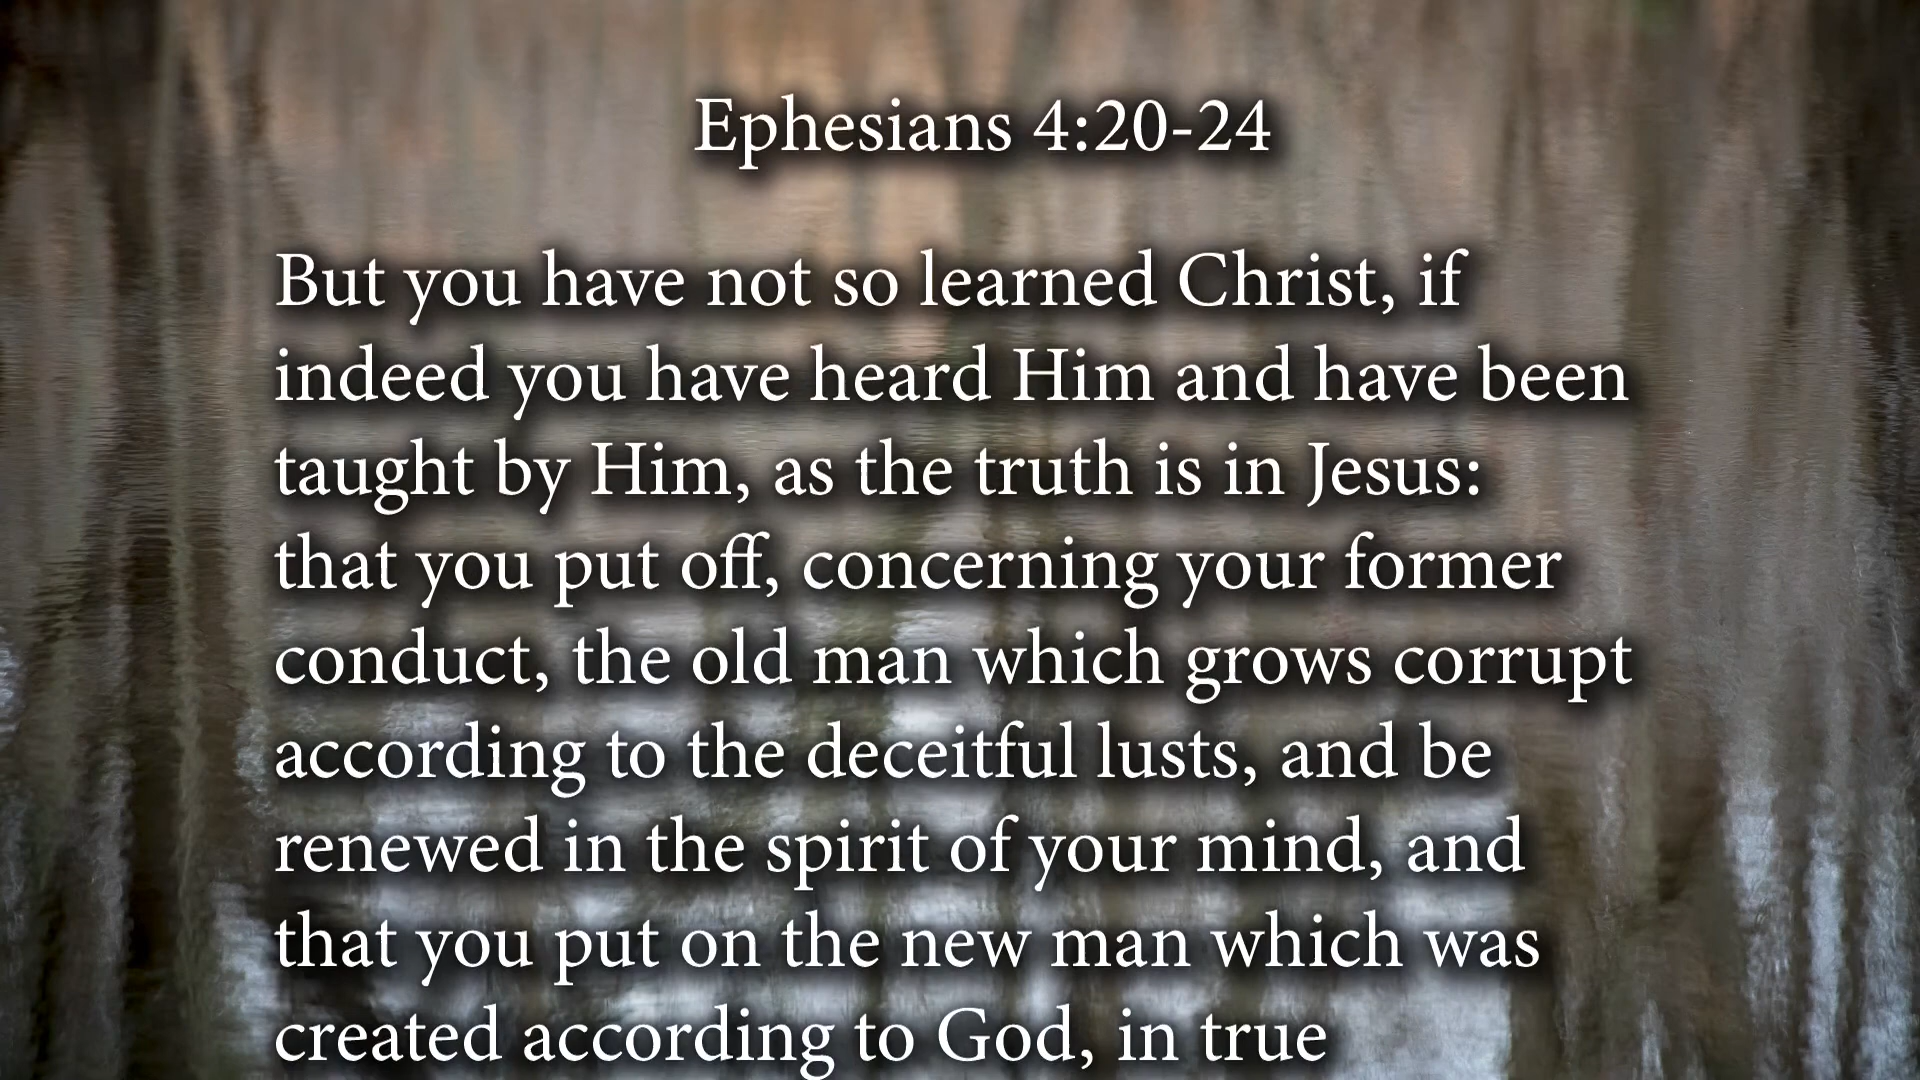 Ephesians 4:20-24
But you have not so learned Christ, if
indeed you have heard Him and have been
taught by Him, as the truth is in Jesus:
that you put off, concerning your former
conduct, the old man which grows corrupt
according to the deceitful lusts, and be
renewed in the spirit of your mind, and
that you put on the new man which was
created according to God, in true